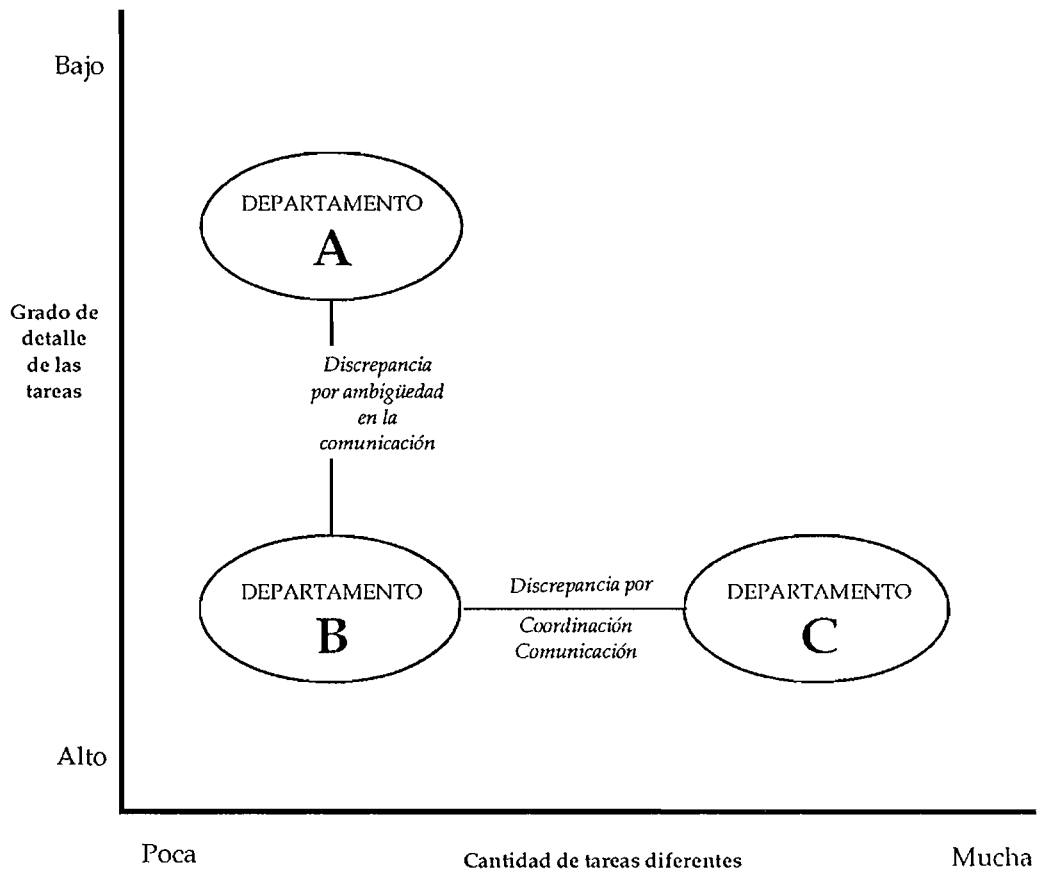 Bajo
DEPARTAMENTO
A
Grado de
detalle
de las
tareas
Discrepancia
por ambigüedad
en la
comunicación
DEPARTAMENTO
B
Discrepancia por
Coordinación
Comunicación
DEPARTAMENTO
C
Alto
Poca
Cantidad de tareas diferentes
Mucha